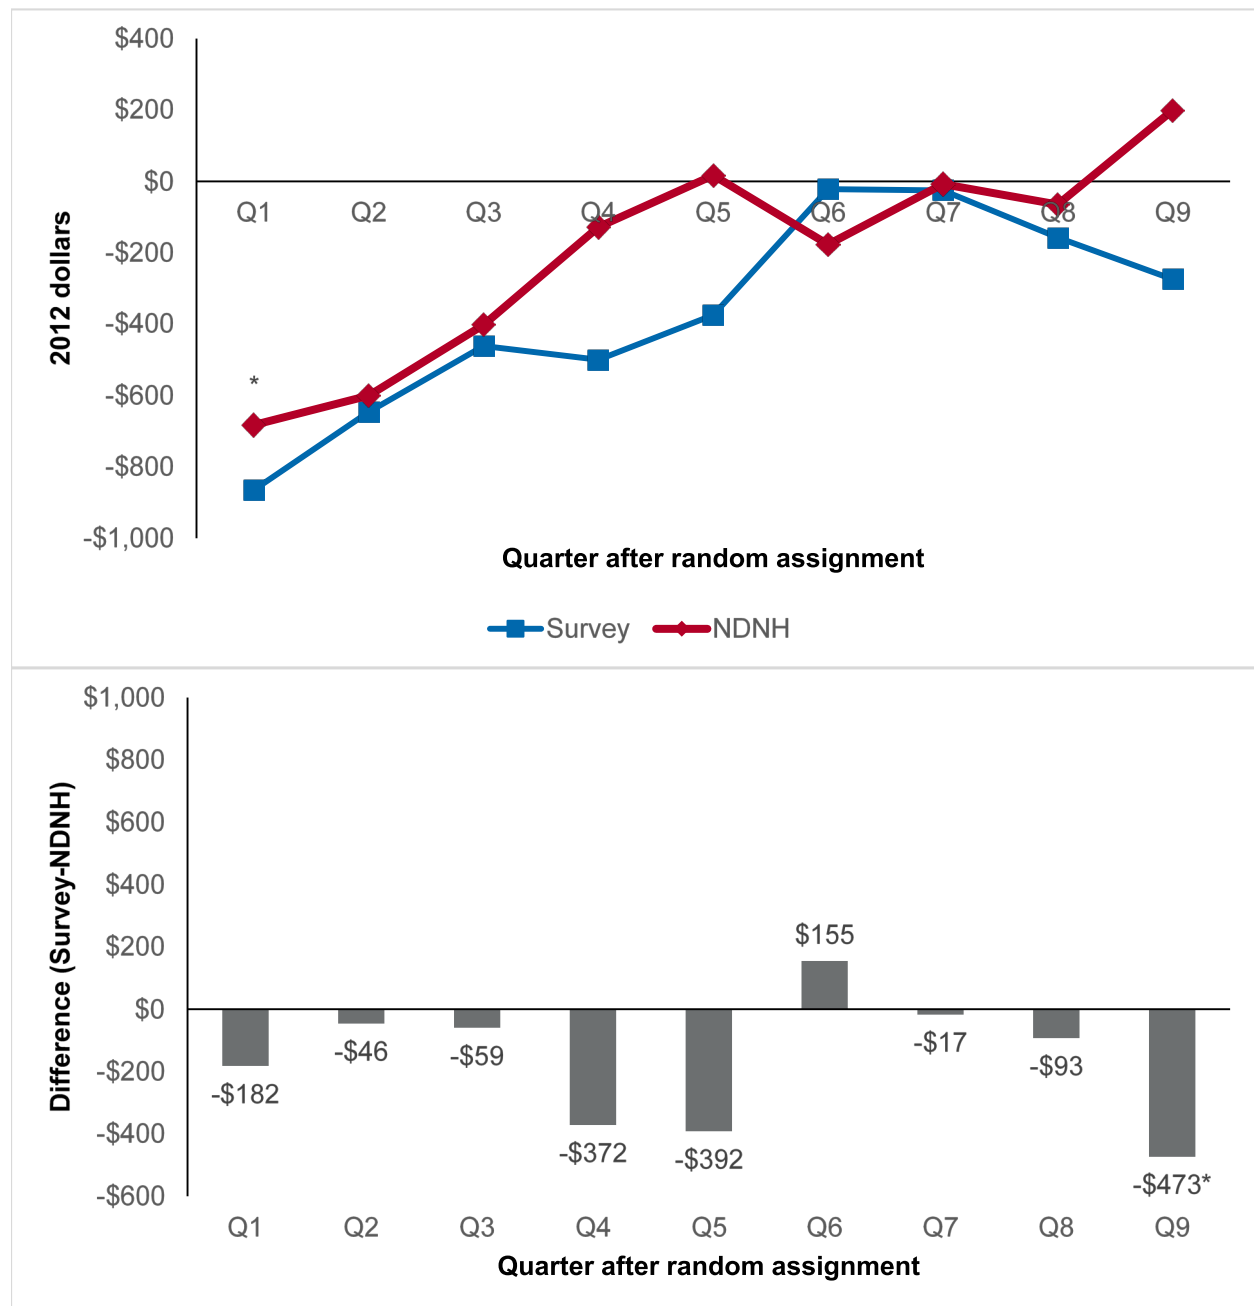 $400
$200
$0
-$200
-$400
-$600
-$800
-$1,000
2012 dollars
Q1 Q2 Q3 Q4 Q5 Q6 Q7 Q8 Q9
*
Quarter after random assignment
Survey NDNH
$1,000
$800
$600
$400
$200
$0
-$200
-$400
-$600
Difference (Survey-NDNH)
-$182 -$46 -$59 -$372 -$392 $155 -$17 -$93 -$473*
Q1 Q2 Q3 Q4 Q5 Q6 Q7 Q8 Q9
Quarter after random assignment